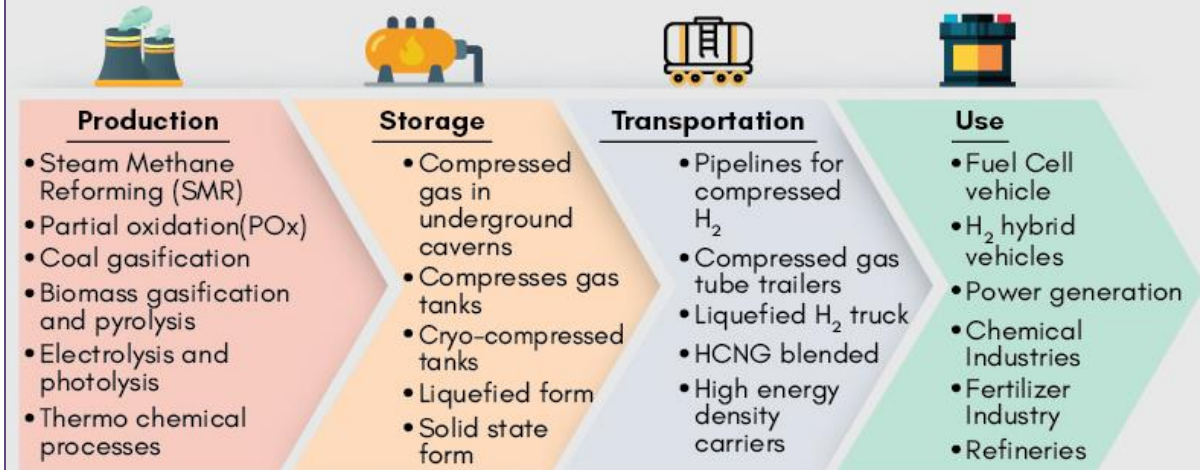 Production
• Steam Methane
Reforming (SMR)
• Partial oxidation(POx)
• Coal gasification
• Biomass gasification
and pyrolysis
• Electrolysis and
photolysis
• Thermo chemical
processes
Storage
• Compressed
gas in
underground
caverns
• Compresses gas
tanks
• Cryo-compressed
tanks
• Liquefied form
• Solid state
form
Transportation
• Pipelines for
compressed
H₂
• Compressed gas
tube trailers
• Liquefied H₂ truck
• HCNG blended
• High energy
density
carriers
Use
• Fuel Cell
vehicle
• H₂ hybrid
vehicles
• Power generation
• Chemical
Industries
• Fertilizer
Industry
• Refineries